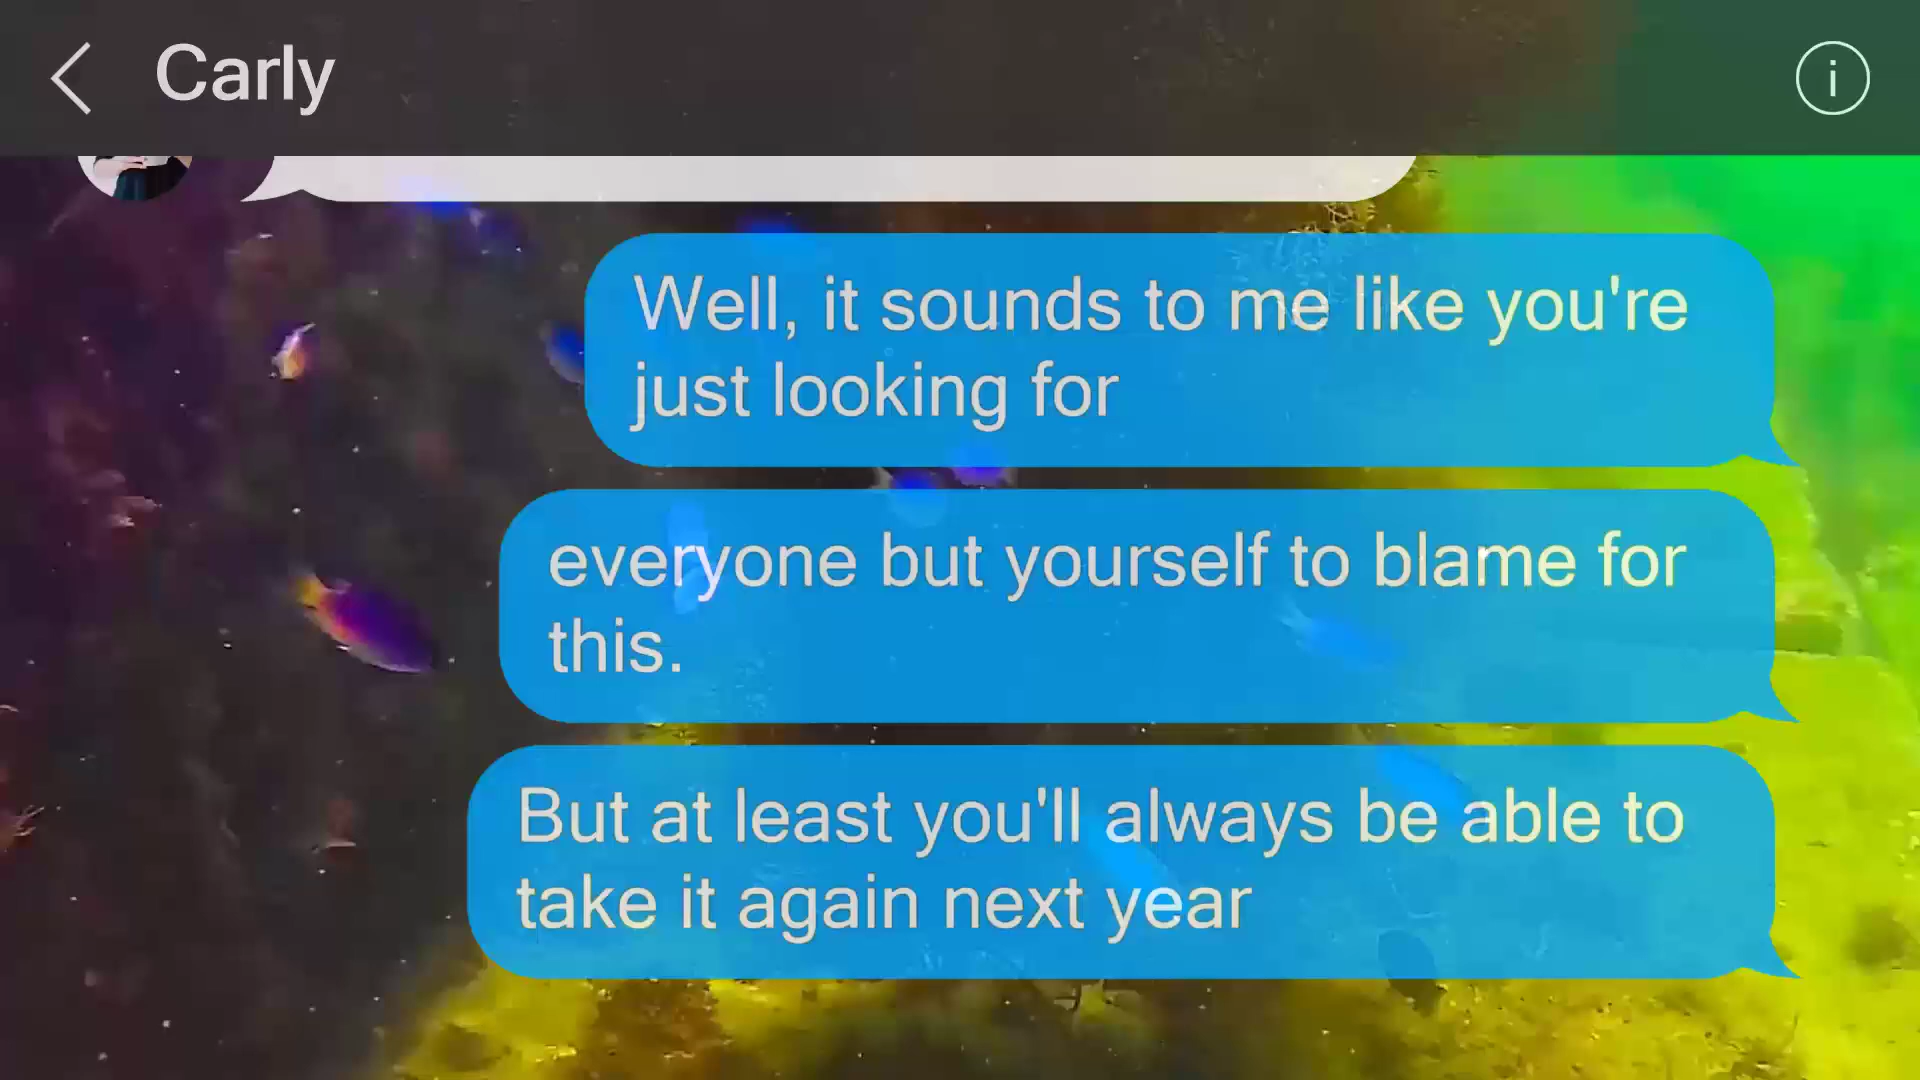 Carly
Well, it sounds to me like you're
just looking for
everyone but yourself to blame for
this.
But at least you'll always be able to
take it again next year